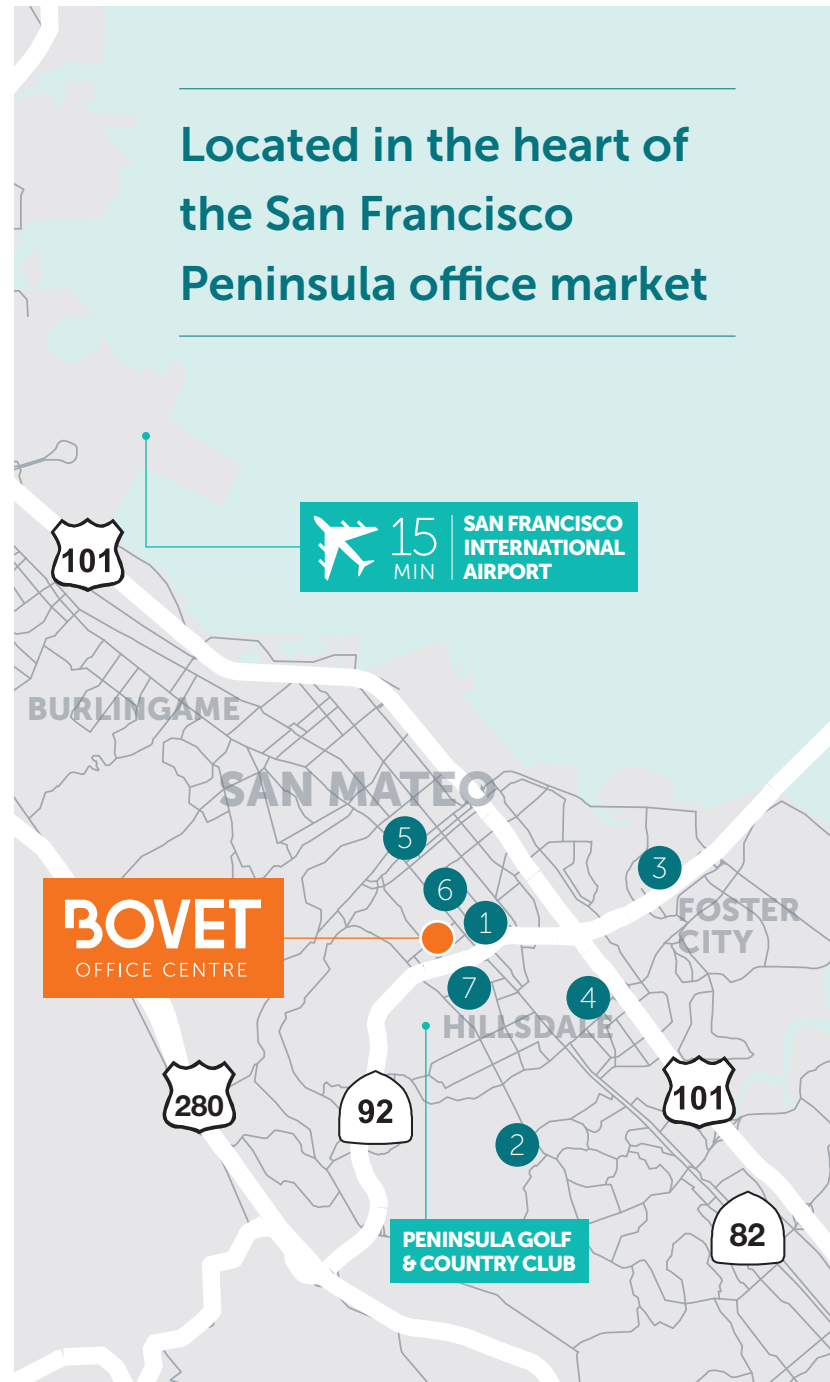 Located in the heart of
the San Francisco
Peninsula office market
15
MIN
SAN FRANCISCO
INTERNATIONAL
AIRPORT
101
BURLINGAME
SAN MATEO
5
3
6
BOVET
OFFICE CENTRE
1
FOSTER
CITY
7
4
HILLSDALE
280
92
101
2
PENINSULA GOLF
& COUNTRY CLUB
82